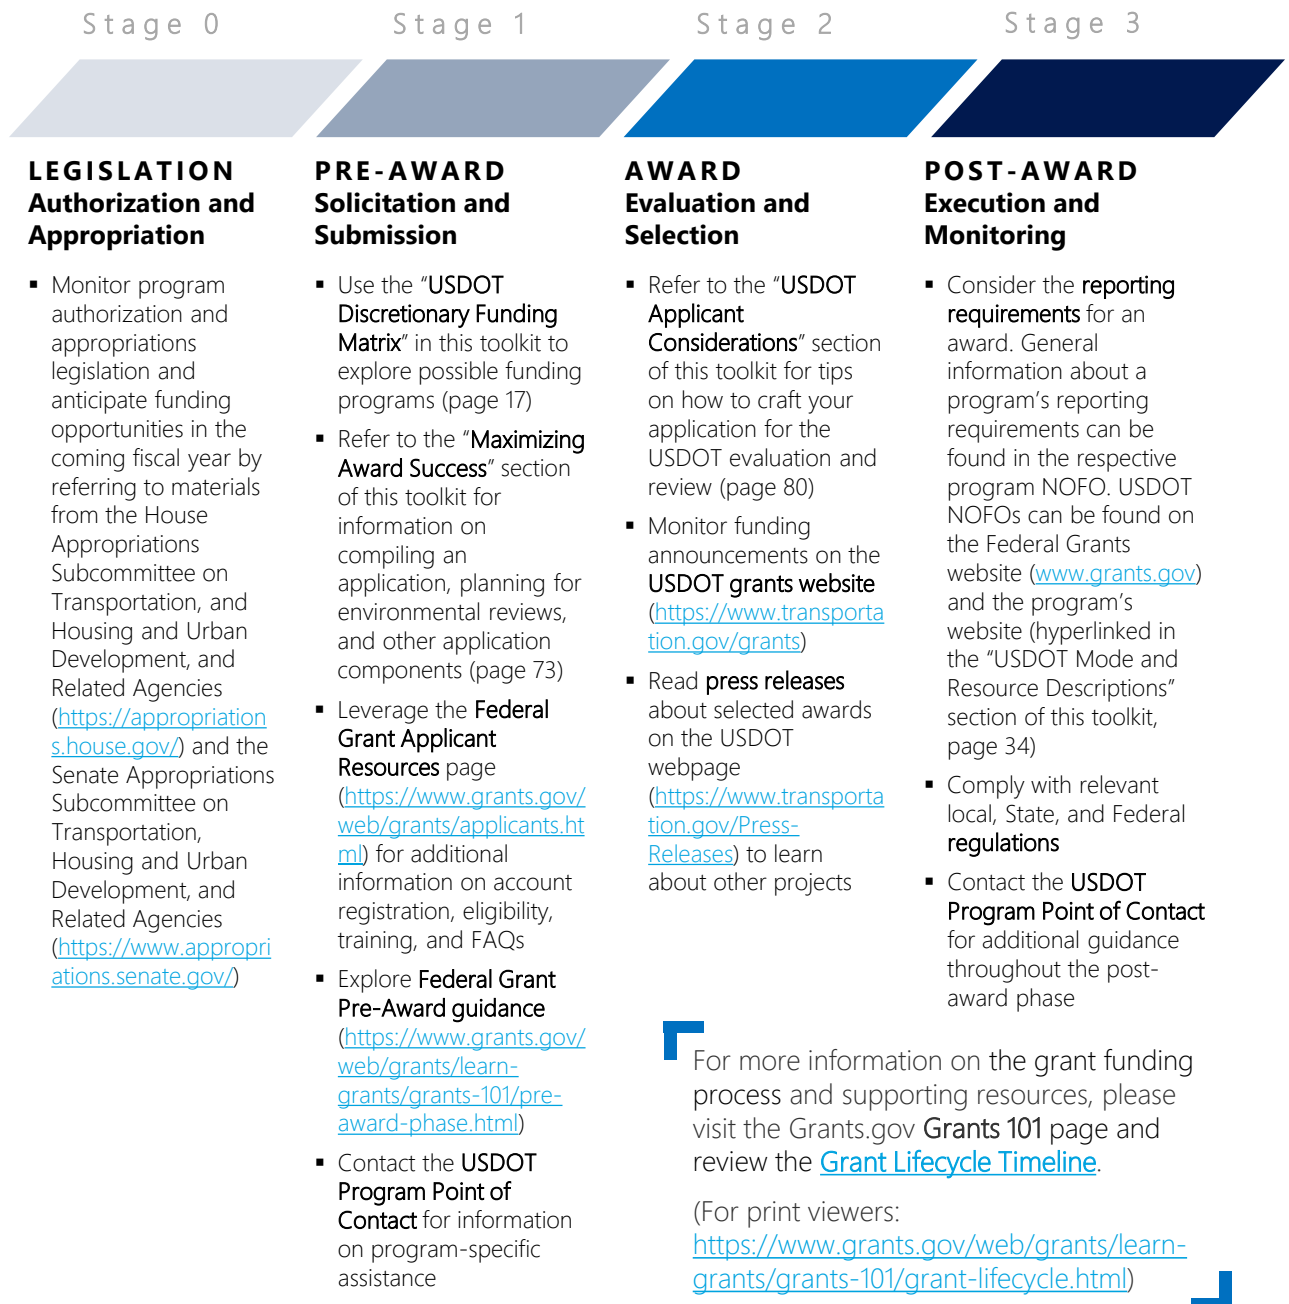 Stage 0
Stage 1
Stage 2
Stage 3
LEGISLATION
Authorization and
Appropriation
▪ Monitor program
authorization and
appropriations
legislation and
anticipate funding
opportunities in the
coming fiscal year by
referring to materials
from the House
Appropriations
Subcommittee on
Transportation, and
Housing and Urban
Development, and
Related Agencies
(https://appropriation
s.house.gov/) and the
Senate Appropriations
Subcommittee on
Transportation,
Housing and Urban
Development, and
Related Agencies
(https://www.appropri
ations.senate.gov/)
PRE-AWARD
Solicitation and
Submission
▪ Use the “USDOT
Discretionary Funding
Matrix” in this toolkit to
explore possible funding
programs (page 17)
▪ Refer to the “Maximizing
Award Success” section
of this toolkit for
information on
compiling an
application, planning for
environmental reviews,
and other application
components (page 73)
▪ Leverage the Federal
Grant Applicant
Resources page
(https://www.grants.gov/
web/grants/applicants.ht
ml) for additional
information on account
registration, eligibility,
training, and FAQs
▪ Explore Federal Grant
Pre-Award guidance
(https://www.grants.gov/
web/grants/learn-
grants/grants-101/pre-
award-phase.html)
▪ Contact the USDOT
Program Point of
Contact for information
on program-specific
assistance
AWARD
Evaluation and
Selection
▪ Refer to the “USDOT
Applicant
Considerations” section
of this toolkit for tips
on how to craft your
application for the
USDOT evaluation and
review (page 80)
▪ Monitor funding
announcements on the
USDOT grants website
(https://www.transporta
tion.gov/grants)
▪ Read press releases
about selected awards
on the USDOT
webpage
(https://www.transporta
tion.gov/Press-
Releases) to learn
about other projects
POST-AWARD
Execution and
Monitoring
▪ Consider the reporting
requirements for an
award. General
information about a
program’s reporting
requirements can be
found in the respective
program NOFO. USDOT
NOFOs can be found on
the Federal Grants
website (www.grants.gov)
and the program’s
website (hyperlinked in
the “USDOT Mode and
Resource Descriptions”
section of this toolkit,
page 34)
▪ Comply with relevant
local, State, and Federal
regulations
▪ Contact the USDOT
Program Point of Contact
for additional guidance
throughout the post-
award phase
For more information on the grant funding
process and supporting resources, please
visit the Grants.gov Grants 101 page and
review the Grant Lifecycle Timeline.
(For print viewers:
https://www.grants.gov/web/grants/learn-
grants/grants-101/grant-lifecycle.html)